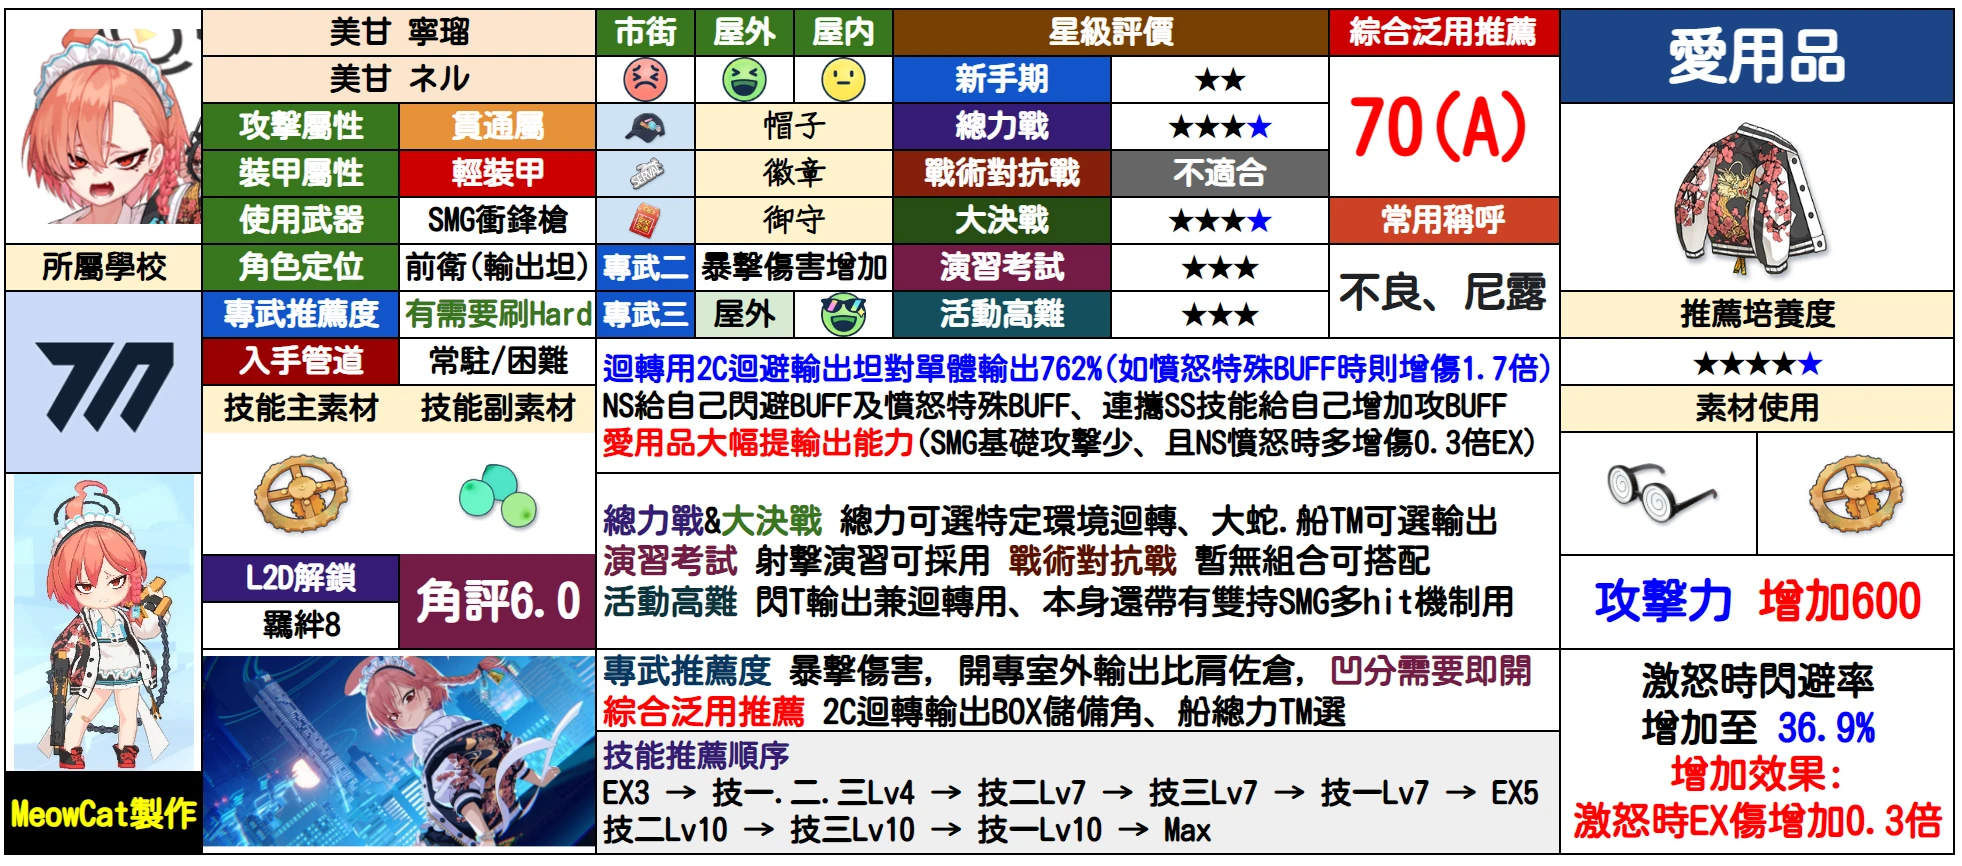 美甘 寧瑠
美甘 ネル
攻擊屬性 貫通屬
裝甲屬性 輕裝甲
使用武器 SMG衝鋒槍
角色定位 前衛(輸出坦)
專武推薦度 有需要刷Hard
入手管道 常駐/困難
技能主素材 技能副素材
L2D解鎖
羈絆8
角評6.0
所屬學校
MeowCat製作
市街 屋外 屋内
帽子
SERVAL
徽章
御守
專武二 暴擊傷害增加
專武三 屋外
星級評價
新手期 ★★
總力戰 ★★★★
戰術對抗戰 不適合
大決戰 ★★★★
演習考試 ★★★
活動高難 ★★★
綜合泛用推薦
70(A)
常用稱呼
不良、尼露
迴轉用2C迴避輸出坦對單體輸出762%(如憤怒特殊BUFF時則增傷1.7倍)
NS給自己閃避BUFF及憤怒特殊BUFF、連攜SS技能給自己增加攻BUFF
愛用品大幅提輸出能力(SMG基礎攻擊少、且NS憤怒時多增傷0.3倍EX)
總力戰&大決戰 總力可選特定環境迴轉、大蛇.船TM可選輸出
演習考試 射擊演習可採用 戰術對抗戰 暫無組合可搭配
活動高難 閃T輸出兼迴轉用、本身還帶有雙持SMG多hit機制用
專武推薦度 暴擊傷害, 開專室外輸出比肩佐倉, 凹分需要即開
綜合泛用推薦 2C迴轉輸出BOX儲備角、船總力TM選
技能推薦順序
EX3 → 技一.二.三Lv4 → 技二Lv7 → 技三Lv7 → 技一Lv7 → EX5
技二Lv10 → 技三Lv10 → 技一Lv10 → Max
愛用品
推薦培養度
★★★★★
素材使用
攻擊力 增加600
激怒時閃避率
增加至 36.9%
增加效果:
激怒時EX傷增加0.3倍